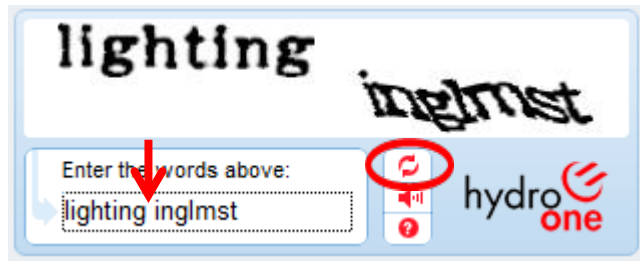 lighting
inglmst
Enter the words above:
lighting inglmst
hydro
one